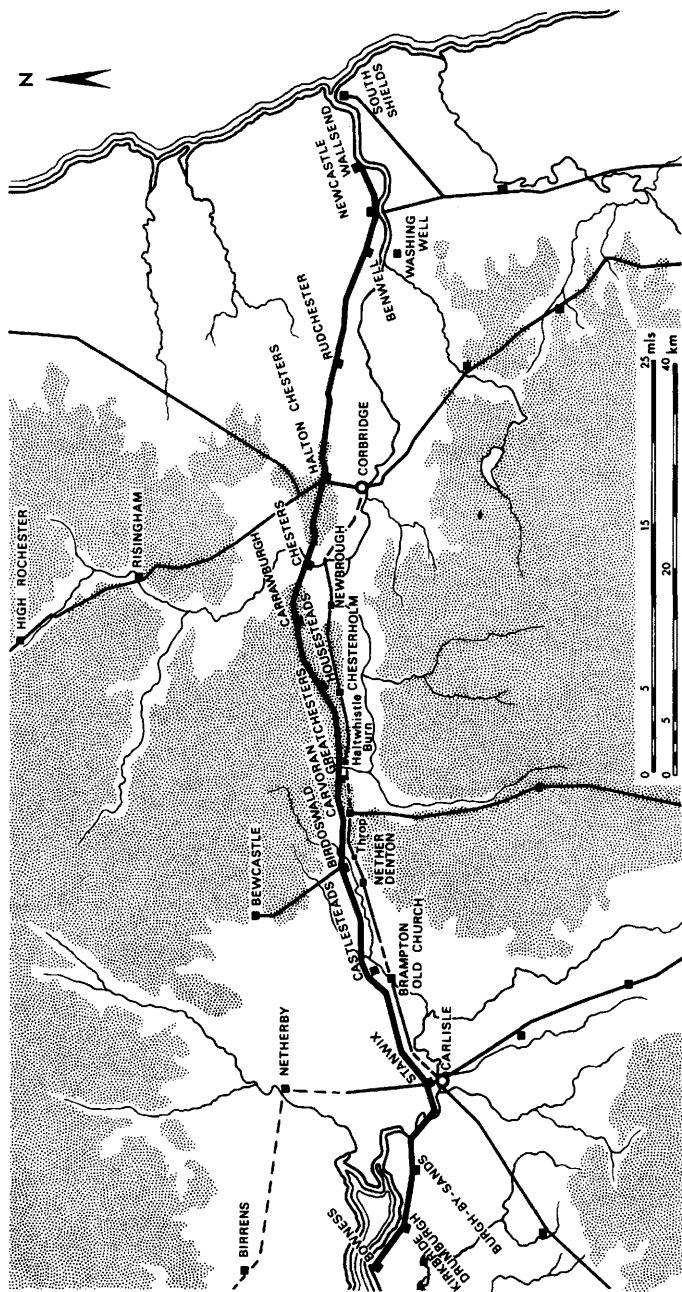 N
HIGH ROCHESTER
RISINGHAM
BEWCASTLE
NETHERBY
BIRRENS
BOWNESS
KIRKBRIDE
DRUMBURGH
BURGH-BY-SANDS
STANWIX
CARLISLE
CASTLESTEADS
BRAMPTON
OLD CHURCH
BIRDOSWALD
Throp
NETHER
DENTON
CARVORAN
GREATCHESTERS
Haltwhistle
Burn
HOUSESTEADS
CHESTERHOLM
CARRAWBURGH
NEWBROUGH
CHESTERS
HALTON CHESTERS
CORBRIDGE
RUDCHESTER
BENWELL
WASHING
WELL
NEWCASTLE
WALLSEND
SOUTH
SHIELDS
0 5 15 25 mls
0 5 20 40 km